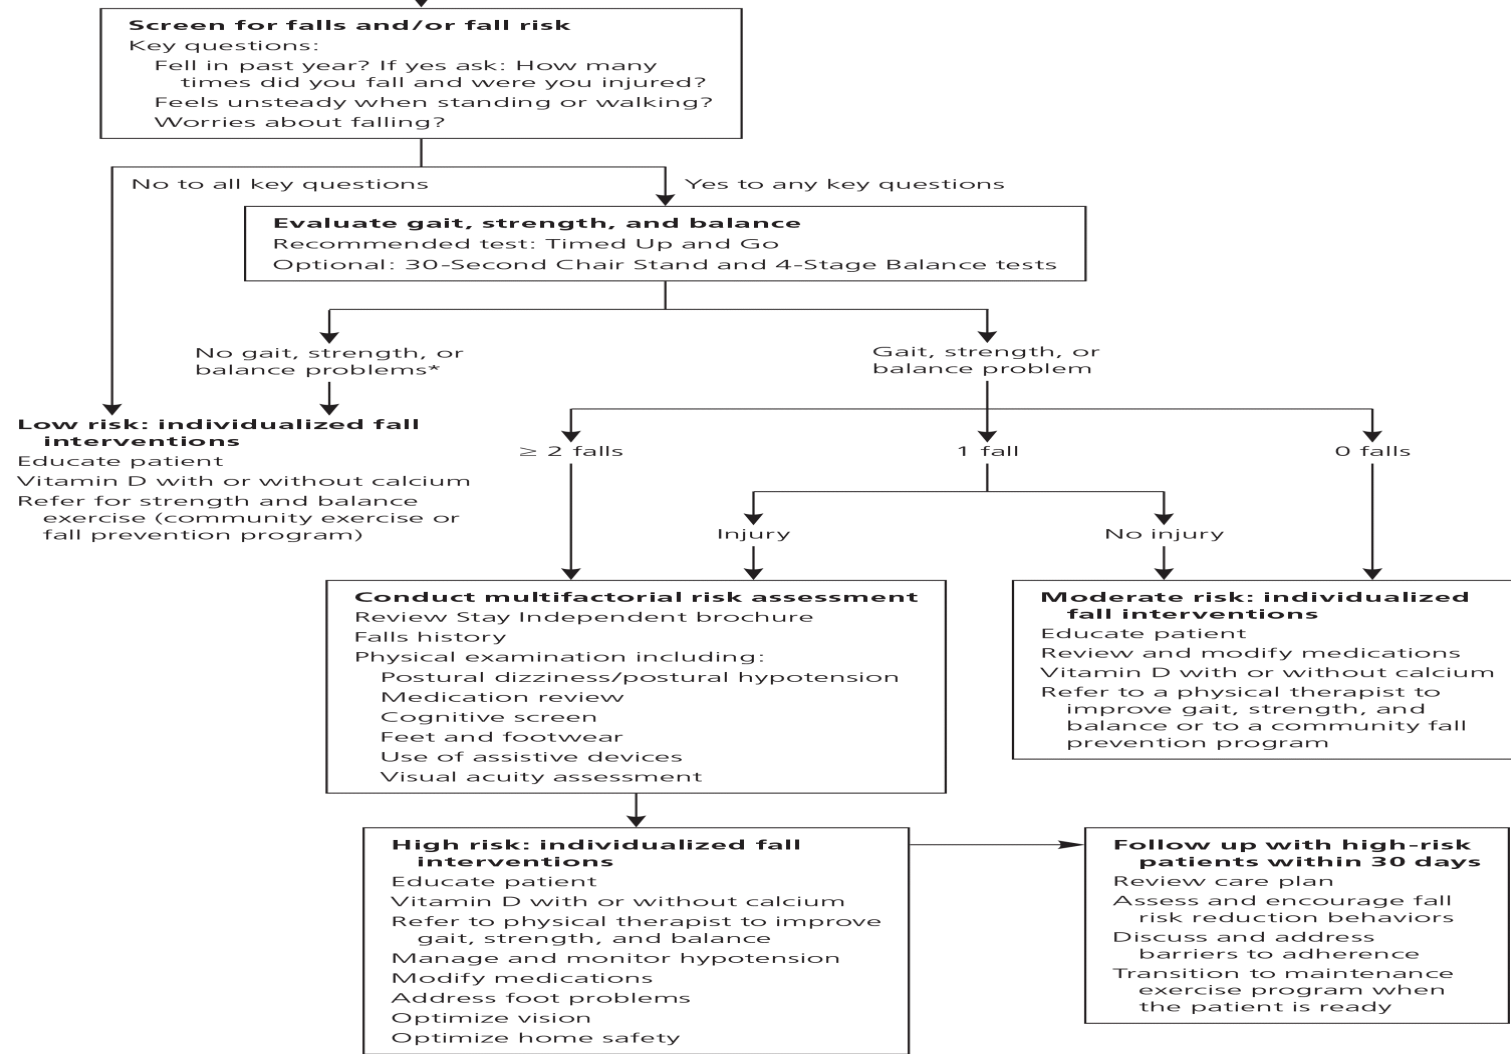 Screen for falls and/or fall risk
Key questions:
Fell in past year? If yes ask: How many
times did you fall and were you injured?
Feels unsteady when standing or walking?
Worries about falling?
No to all key questions
Yes to any key questions
Evaluate gait, strength, and balance
Recommended test: Timed Up and Go
Optional: 30-Second Chair Stand and 4-Stage Balance tests
No gait, strength, or
balance problems*
Gait, strength, or
balance problem
Low risk: individualized fall
interventions
Educate patient
Vitamin D with or without calcium
Refer for strength and balance
exercise (community exercise or
fall prevention program)
≥ 2 falls
1 fall
0 falls
Injury
No injury
Conduct multifactorial risk assessment
Review Stay Independent brochure
Falls history
Physical examination including:
Postural dizziness/postural hypotension
Medication review
Cognitive screen
Feet and footwear
Use of assistive devices
Visual acuity assessment
Moderate risk: individualized
fall interventions
Educate patient
Review and modify medications
Vitamin D with or without calcium
Refer to a physical therapist to
improve gait, strength, and
balance or to a community fall
prevention program
High risk: individualized fall
interventions
Educate patient
Vitamin D with or without calcium
Refer to physical therapist to improve
gait, strength, and balance
Manage and monitor hypotension
Modify medications
Address foot problems
Optimize vision
Optimize home safety
Follow up with high-risk
patients within 30 days
Review care plan
Assess and encourage fall
risk reduction behaviors
Discuss and address
barriers to adherence
Transition to maintenance
exercise program when
the patient is ready